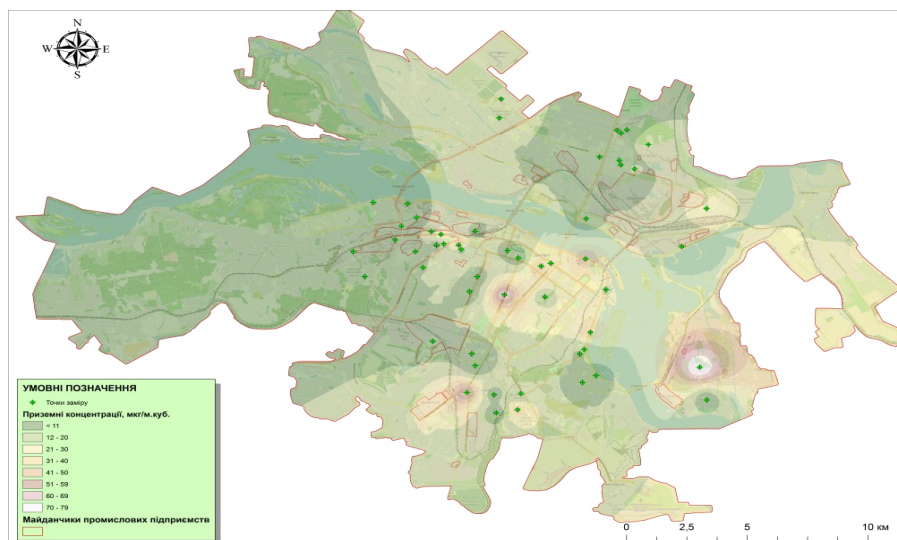 N
W E
S
УМОВНІ ПОЗНАЧЕННЯ
Точки заміру
Приземні концентрації, мкг/м.куб.
< 11
12 - 20
21 - 30
31 - 40
41 - 50
51 - 59
60 - 69
70 - 79
Майданчики промислових підприємств
0 2,5 5 10 км